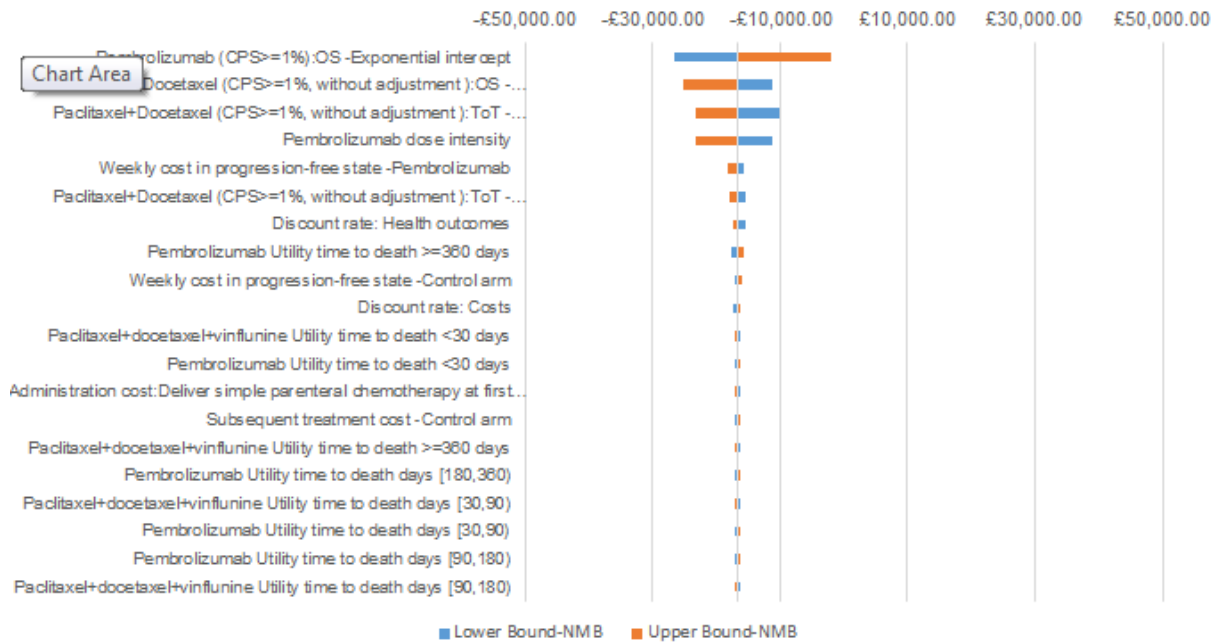 -£50,000.00 -£30,000.00 -£10,000.00 £10,000.00 £30,000.00 £50,000.00
Pembrolizumab (CPS>=1%):OS -Exponential intercept
Chart Area
Docetaxel (CPS>=1%, without adjustment ):OS -...
Paclitaxel+Docetaxel (CPS>=1%, without adjustment ):ToT -...
Pembrolizumab dose intensity
Weekly cost in progression-free state -Pembrolizumab
Paclitaxel+Docetaxel (CPS>=1%, without adjustment ):ToT -...
Discount rate: Health outcomes
Pembrolizumab Utility time to death >=360 days
Weekly cost in progression-free state -Control arm
Discount rate: Costs
Paclitaxel+docetaxel+vinflunine Utility time to death <30 days
Pembrolizumab Utility time to death <30 days
Administration cost:Deliver simple parenteral chemotherapy at first...
Subsequent treatment cost -Control arm
Paclitaxel+docetaxel+vinflunine Utility time to death >=360 days
Pembrolizumab Utility time to death days [180,360)
Paclitaxel+docetaxel+vinflunine Utility time to death days [30,90)
Pembrolizumab Utility time to death days [30,90)
Pembrolizumab Utility time to death days [90,180)
Paclitaxel+docetaxel+vinflunine Utility time to death days [90,180)
Lower Bound-NMB Upper Bound-NMB